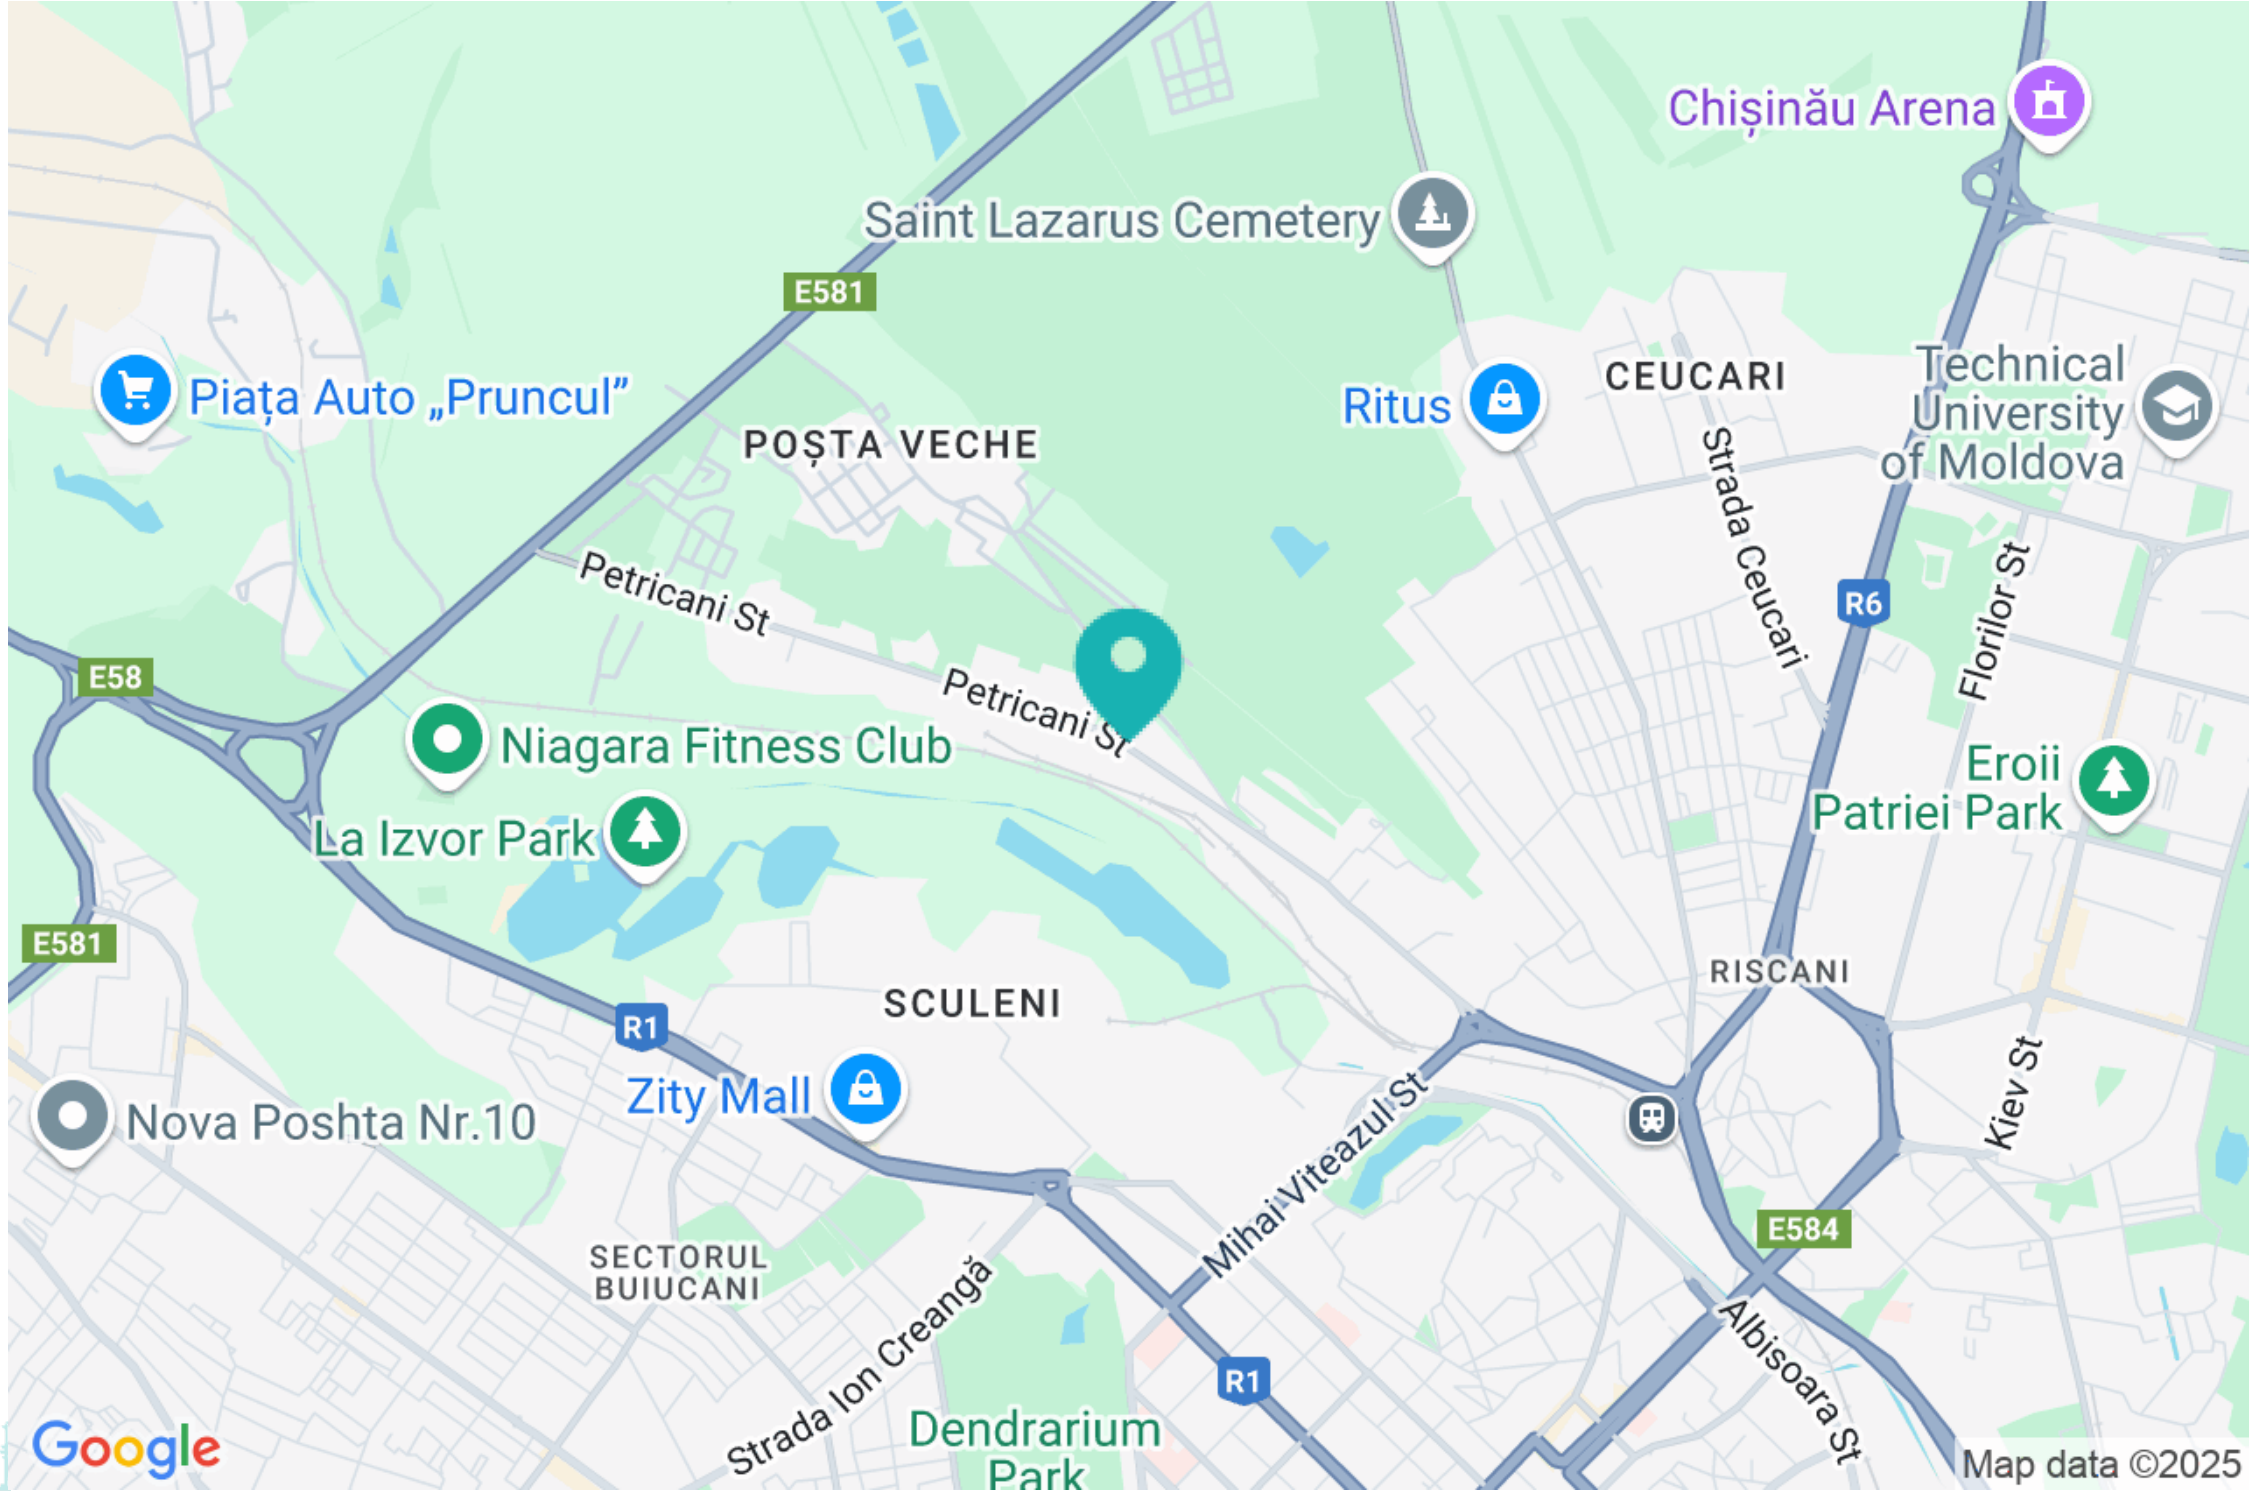 Chișinău Arena
Saint Lazarus Cemetery
E581
Technical
University
of Moldova
CEUCARI
Piața Auto „Pruncul”
Ritus
POȘTA VECHE
Strada Ceucari
Petricani St
R6
Florilor St
E58
Petricani St
Niagara Fitness Club
Eroii
Patriei Park
La Izvor Park
E581
RISCANI
SCULENI
R1
Zity Mall
Nova Poshta Nr.10
Kiev St
Mihai Viteazul St
E584
SECTORUL
BUIUCANI
Strada Ion Creangă
R1
Albisoara St
Dendrarium
Park
Google
Map data ©2025